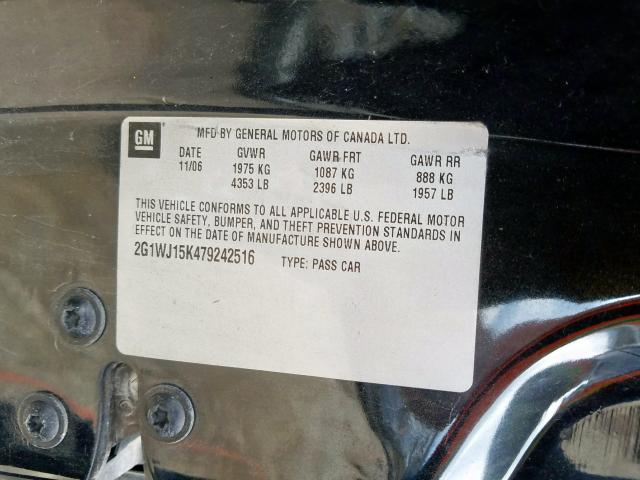 GM
MFD BY GENERAL MOTORS OF CANADA LTD.
DATE GVWR GAWR FRT GAWR RR
11/06 1975 KG 1087 KG 888 KG
4353 LB 2396 LB 1957 LB
THIS VEHICLE CONFORMS TO ALL APPLICABLE U.S. FEDERAL MOTOR
VEHICLE SAFETY, BUMPER, AND THEFT PREVENTION STANDARDS IN
EFFECT ON THE DATE OF MANUFACTURE SHOWN ABOVE.
2G1WJ15K479242516 TYPE: PASS CAR